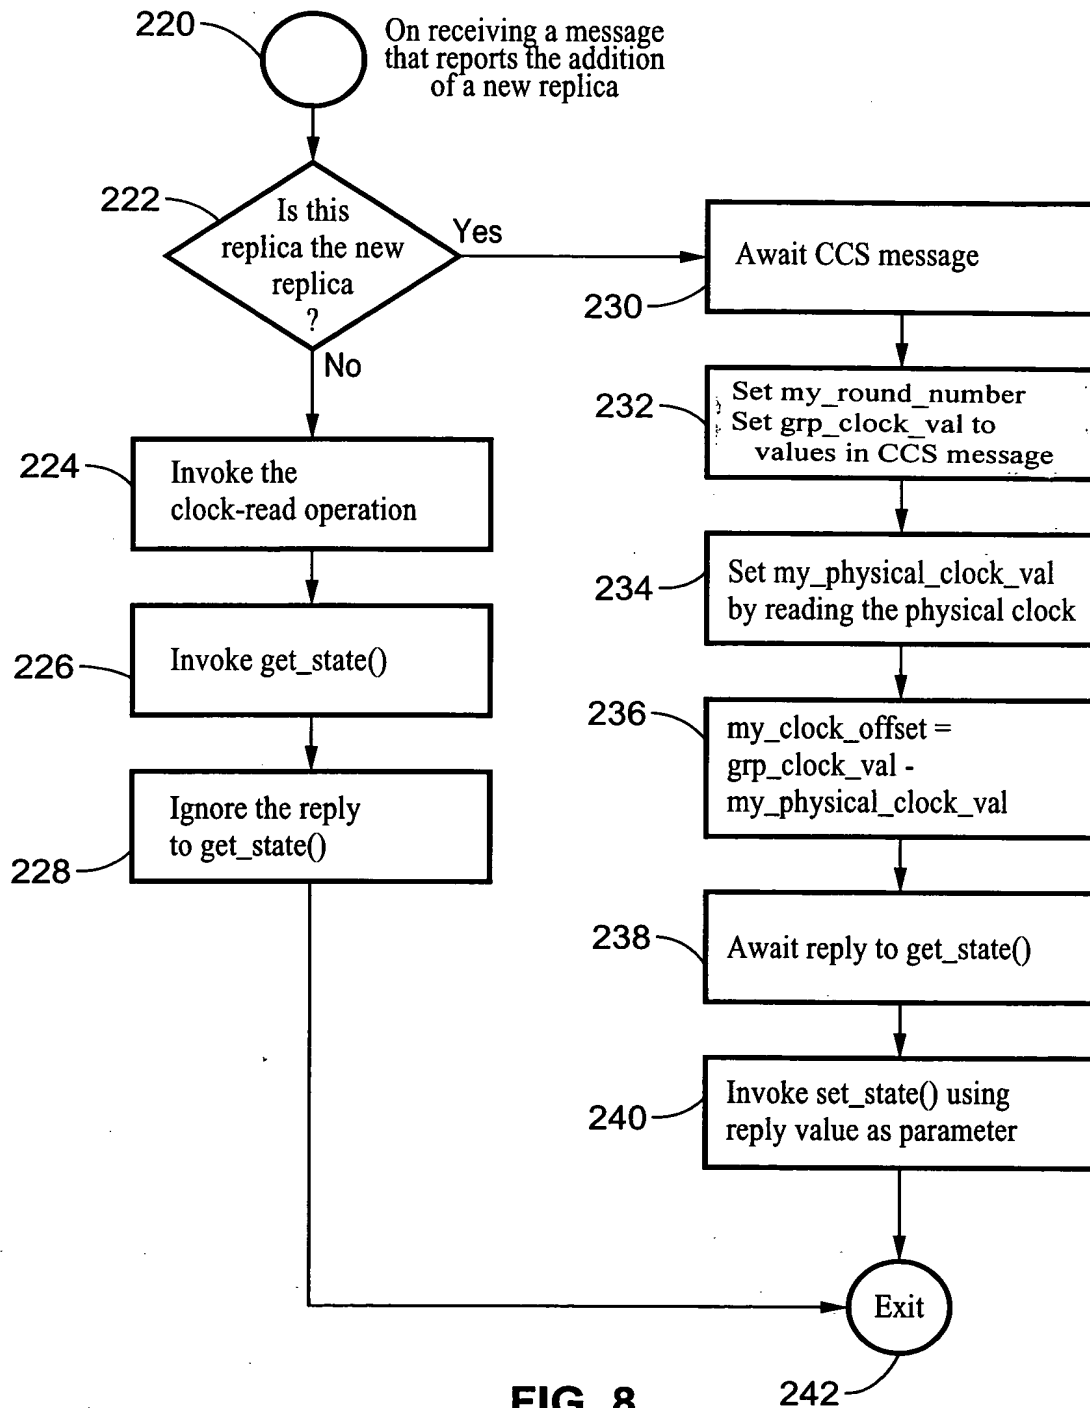 220
On receiving a message
that reports the addition
of a new replica
222
Is this
replica the new
replica
?
Yes
No
230
Await CCS message
232
Set my_round_number
Set grp_clock_val to
values in CCS message
224
Invoke the
clock-read operation
234
Set my_physical_clock_val
by reading the physical clock
226
Invoke get_state()
236
my_clock_offset =
grp_clock_val -
my_physical_clock_val
228
Ignore the reply
to get_state()
238
Await reply to get_state()
240
Invoke set_state() using
reply value as parameter
Exit
242
FIG. 8